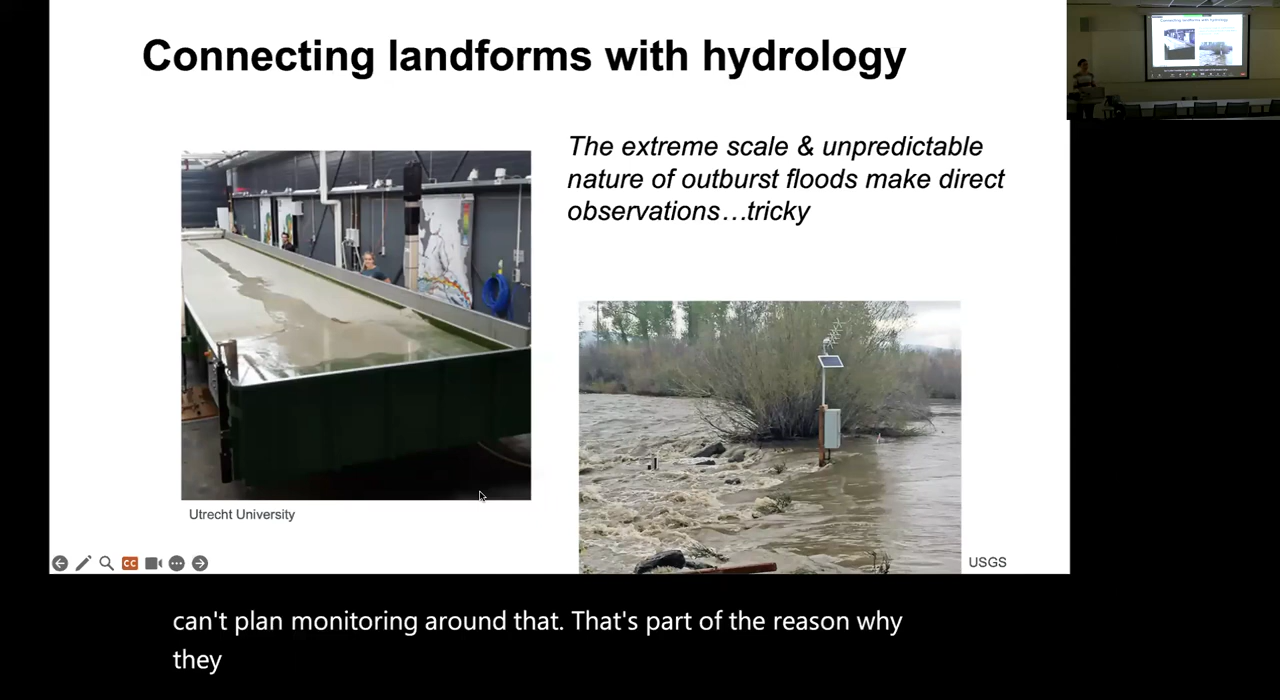 Connecting landforms with hydrology
The extreme scale & unpredictable
nature of outburst floods make direct
observations…tricky
Utrecht University
USGS
CC
can't plan monitoring around that. That's part of the reason why
they